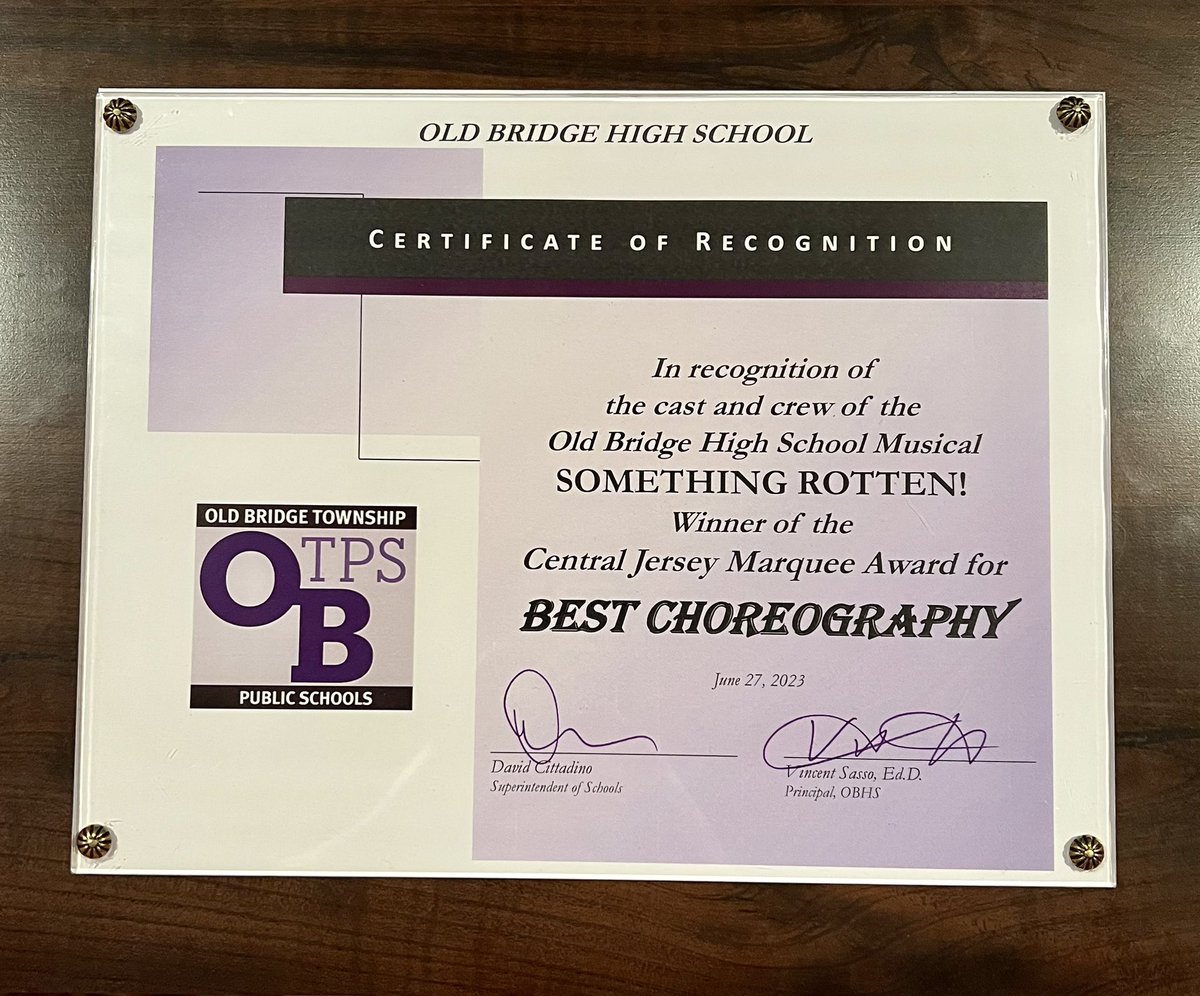 OLD BRIDGE HIGH SCHOOL
CERTIFICATE OF RECOGNITION
In recognition of
the cast and crew of the
Old Bridge High School Musical
SOMETHING ROTTEN!
Winner of the
Central Jersey Marquee Award for
BEST CHOREOGRAPHY
June 27, 2023
OLD BRIDGE TOWNSHIP
OTPS
B
PUBLIC SCHOOLS
David Cittadino
Superintendent of Schools
Vincent Sasso, Ed.D.
Principal, OBHS